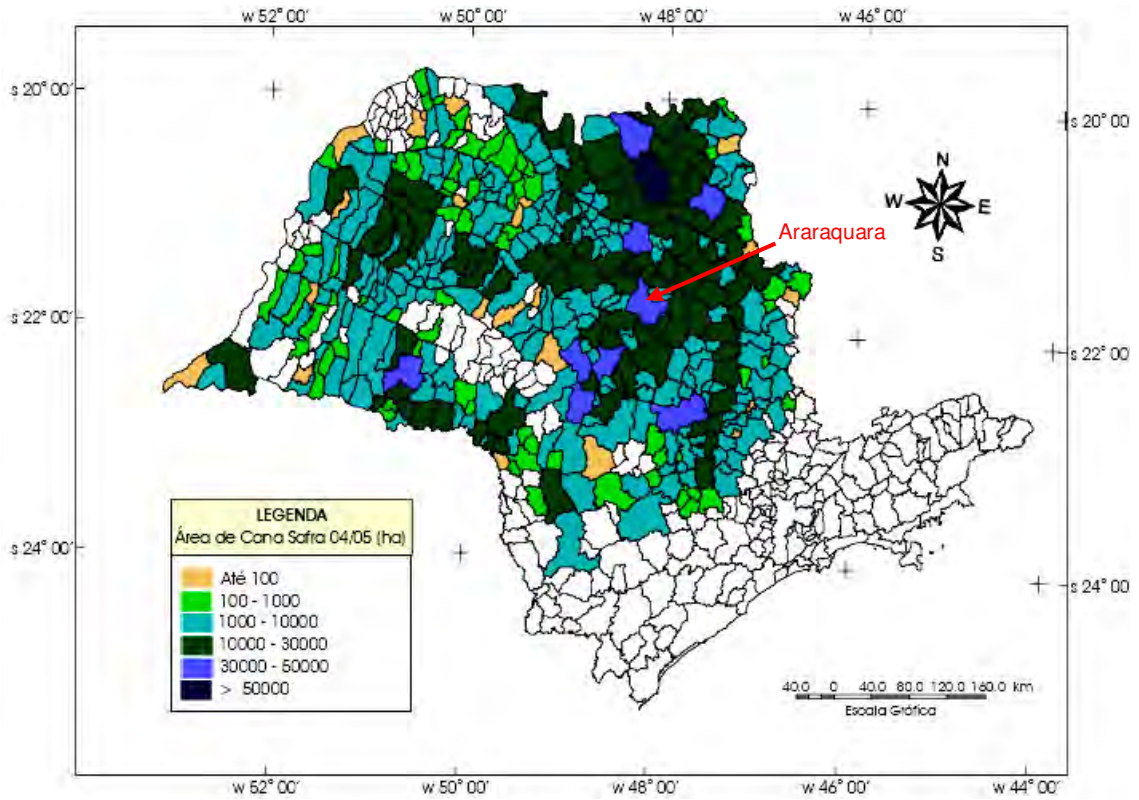 w 52° 00'
w 50° 00'
w 48° 00'
w 46° 00'
s 20° 00'
s 20° 00'
N
W
E
S
Araraquara
s 22° 00'
s 22° 00'
LEGENDA
Área de Cana Safra 04/05 (ha)
Até 100
100 - 1000
1000 - 10000
10000 - 30000
30000 - 50000
> 50000
s 24° 00'
s 24° 00'
40.0 0 40.0 80.0 120.0 160.0 km
Escala Gráfica
w 52° 00'
w 50° 00'
w 48° 00'
w 46° 00'
w 44° 00'